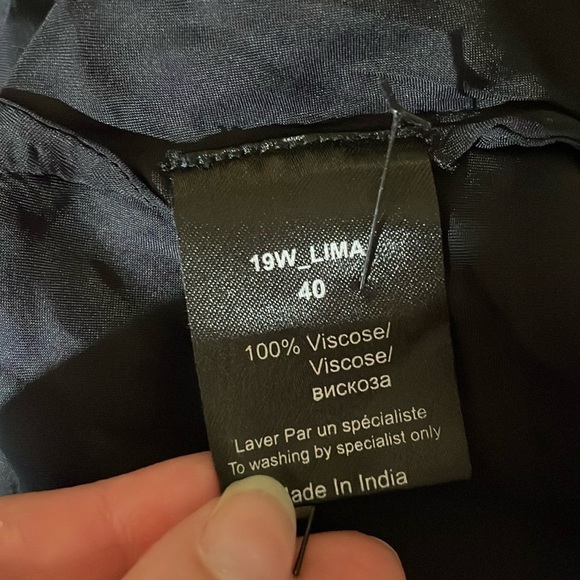 19W_LIMA
40
100% Viscose/
Viscose/
вискоза
Laver Par un spécialiste
To washing by specialist only
ade In India